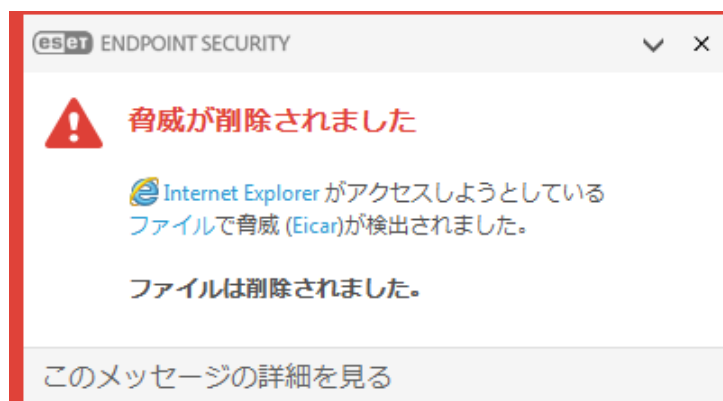 eset ENDPOINT SECURITY
脅威が削除されました
Internet Explorer がアクセスしようとしている
ファイルで脅威 (Eicar)が検出されました。
ファイルは削除されました。
このメッセージの詳細を見る